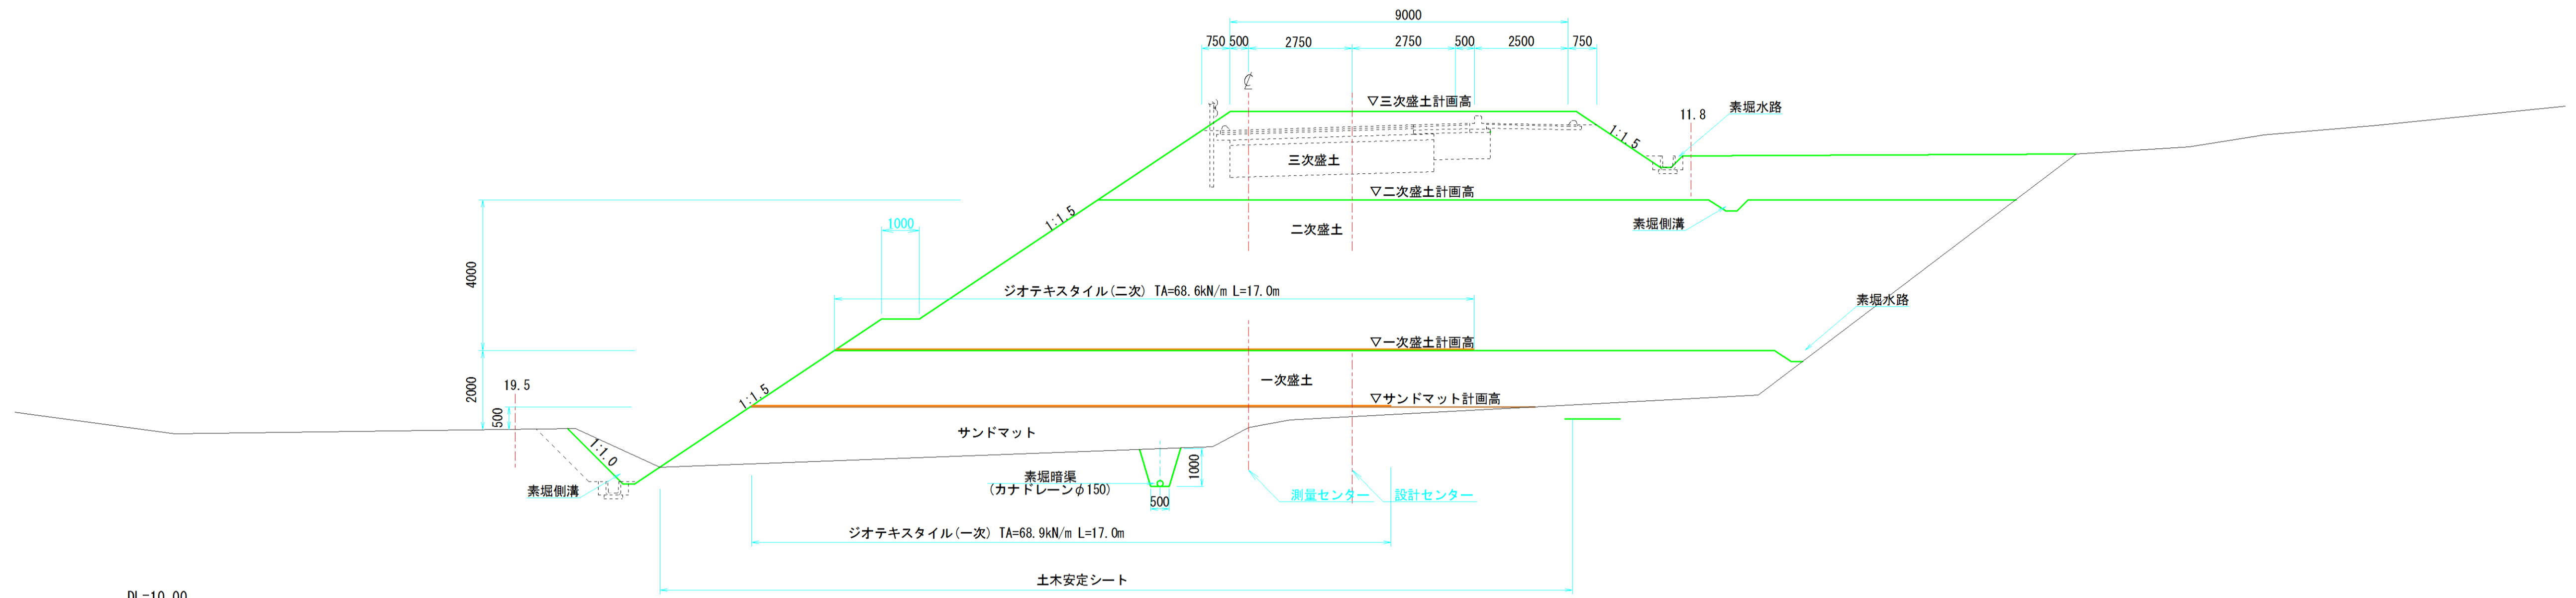 9000
750 500 2750 2750 500 2500 750
▽三次盛土計画高
素堀水路
11.8
1:1.5
三次盛土
▽二次盛土計画高
1:1.5
1000
素堀側溝
二次盛土
4000
ジオテキスタイル(二次) TA=68.6kN/m L=17.0m
素堀水路
▽一次盛土計画高
一次盛土
19.5
2000
1:1.5
500
▽サンドマット計画高
サンドマット
1:1.0
素堀暗渠
(カナドレーンφ150)
1000
500
素堀側溝
測量センター
設計センター
ジオテキスタイル(一次) TA=68.9kN/m L=17.0m
土木安定シート
DL=10.00